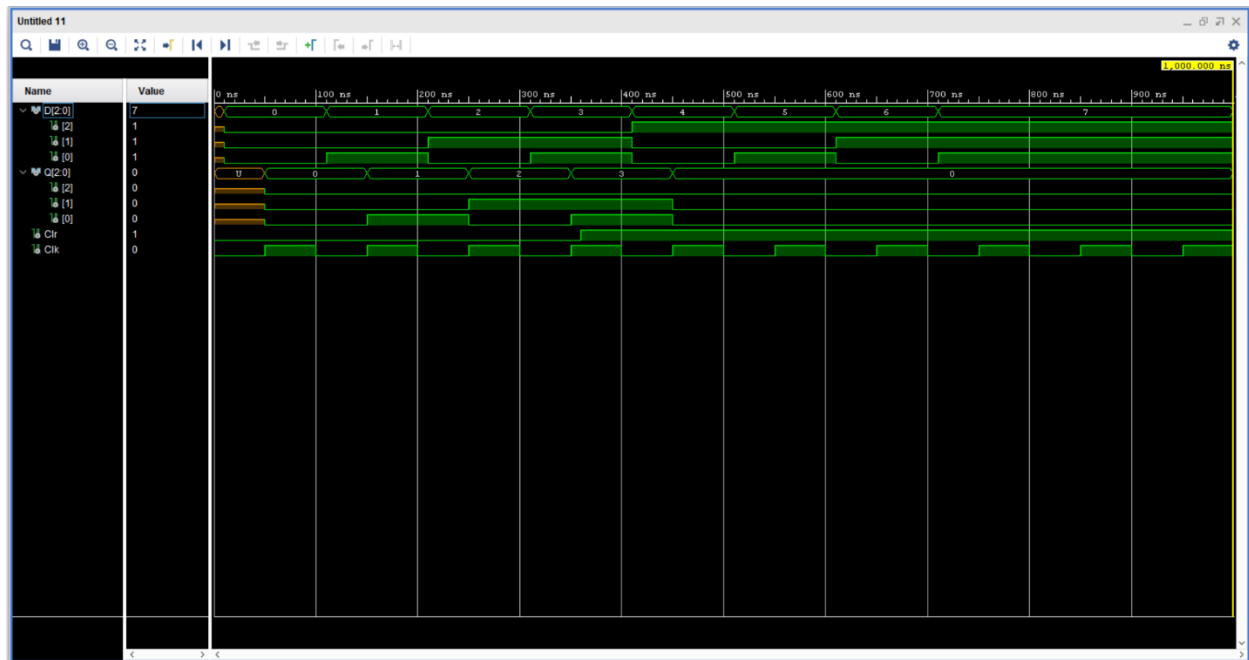 Untitled 11
1,000.000 ns
Name Value
0 ns 100 ns 200 ns 300 ns 400 ns 500 ns 600 ns 700 ns 800 ns 900 ns
D[2:0] 7 0 1 2 3 4 5 6 7
[2] 1
[1] 1
[0] 1
Q[2:0] 0 U 0 1 2 3 0
[2] 0
[1] 0
[0] 0
Clr 1
Clk 0